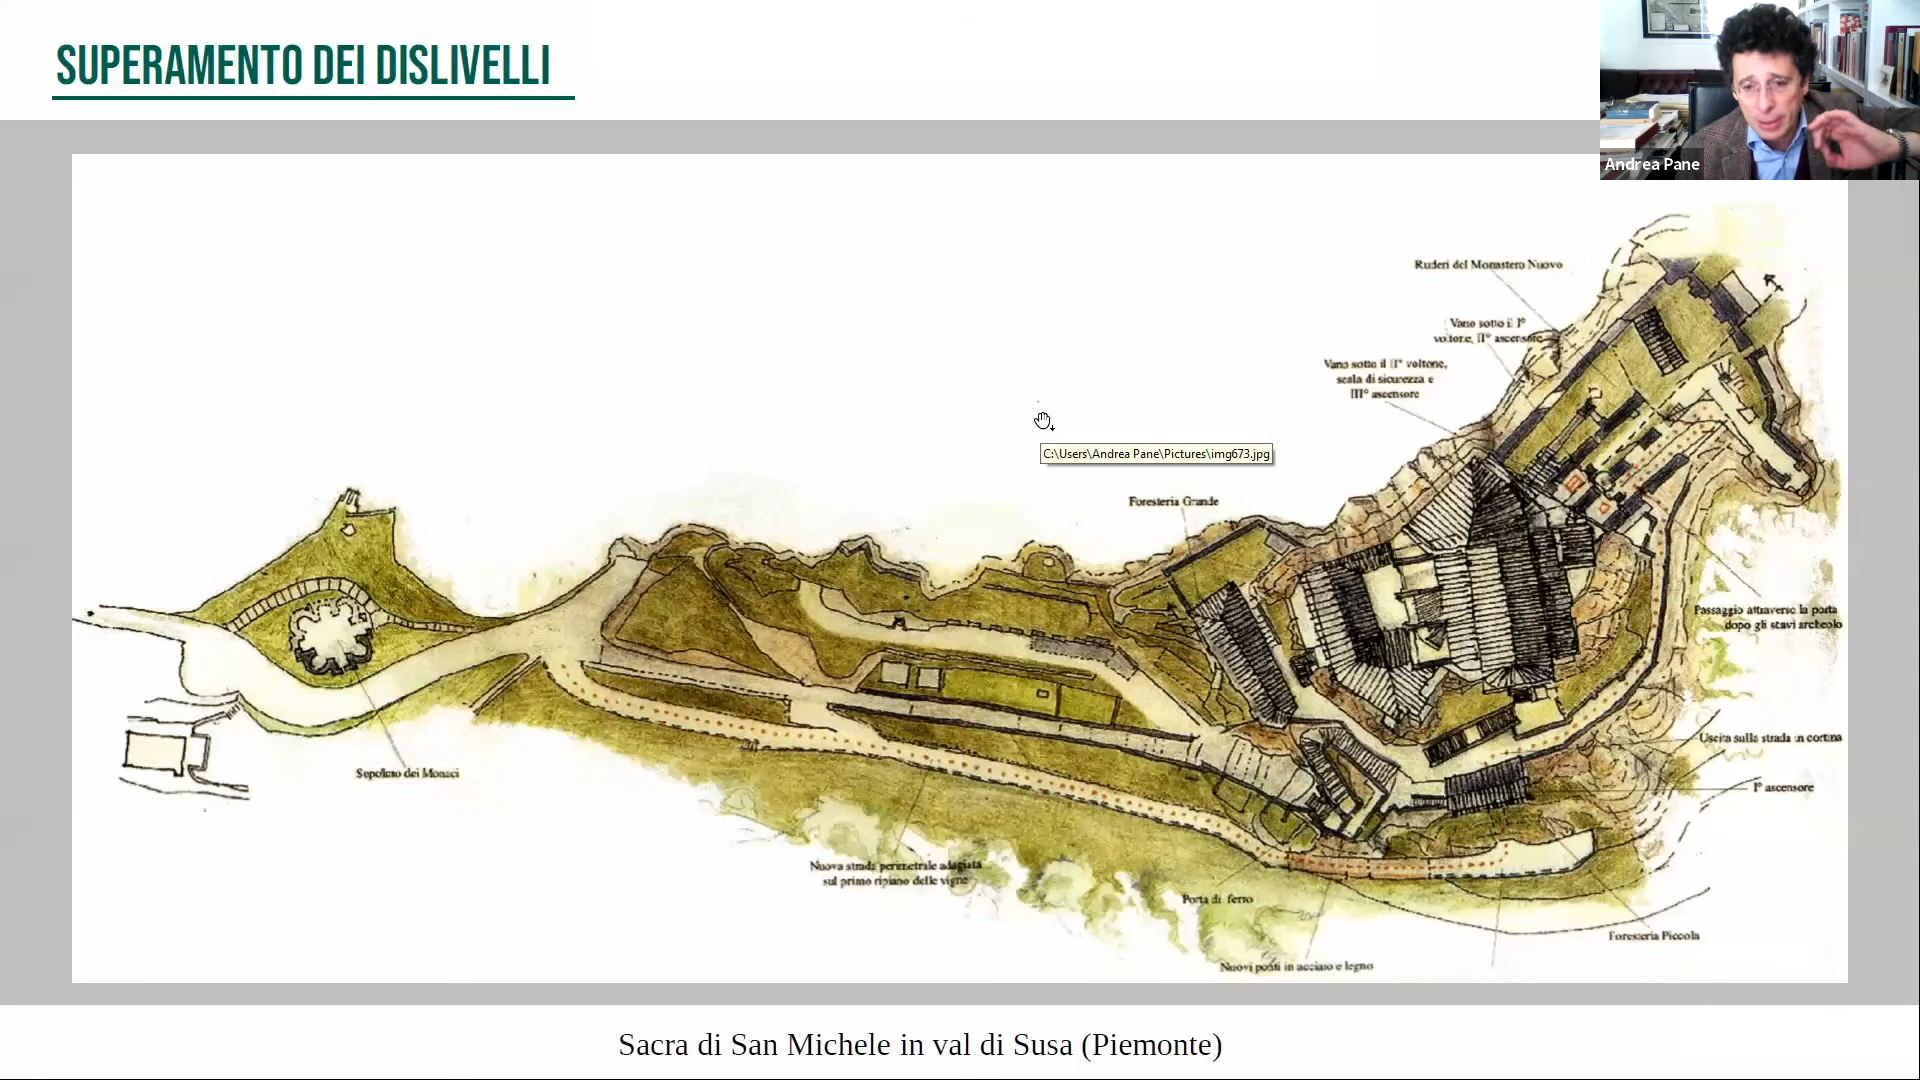 SUPERAMENTO DEI DISLIVELLI
Andrea Pane
Ruderi del Monastero Nuovo
Vano sotto il I°
voltone, II° ascensore
Vano sotto il II° voltone,
scala di sicurezza e
III° ascensore
C:\Users\Andrea Pane\Pictures\img673.jpg
Foresteria Grande
Passaggio attraverso la porta
dopo gli scavi archeolo
Uscita sulla strada in cortina
I° ascensore
Sepolcro dei Monaci
Nuova strada perimetrale adagiata
sul primo ripiano delle vigne
Porta di ferro
Foresteria Piccola
Nuovi ponti in acciaio e legno
Sacra di San Michele in val di Susa (Piemonte)